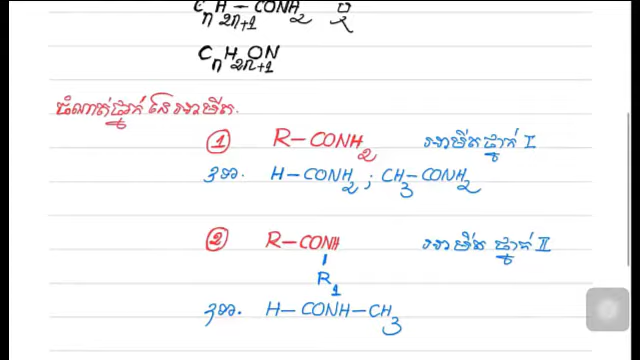 CₙH₂ₙ₊₁–CONH₂ ឬ
CₙH₂ₙ₊₁ON
ចំណាត់ថ្នាក់ នៃអាមីត
① R–CONH₂ អាមីតថ្នាក់ I
ឧទា. H–CONH₂ ; CH₃–CONH₂
② R–CONH អាមីត ថ្នាក់ II
R₁
ឧទា. H–CONH–CH₃